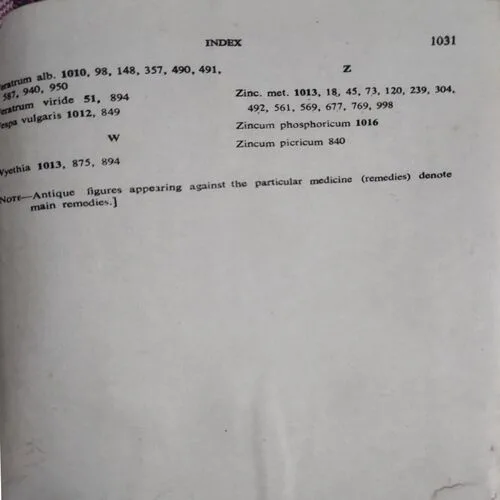 INDEX 1031
eratrum alb. 1010, 98, 148, 357, 490, 491,
587, 940, 950
eratrum viride 51, 894
espa vulgaris 1012, 849
W
Wyethia 1013, 875, 894
Z
Zinc. met. 1013, 18, 45, 73, 120, 239, 304,
492, 561, 569, 677, 769, 998
Zincum phosphoricum 1016
Zincum picricum 840
NOTE—Antique figures appearing against the particular medicine (remedies) denote
main remedies.]